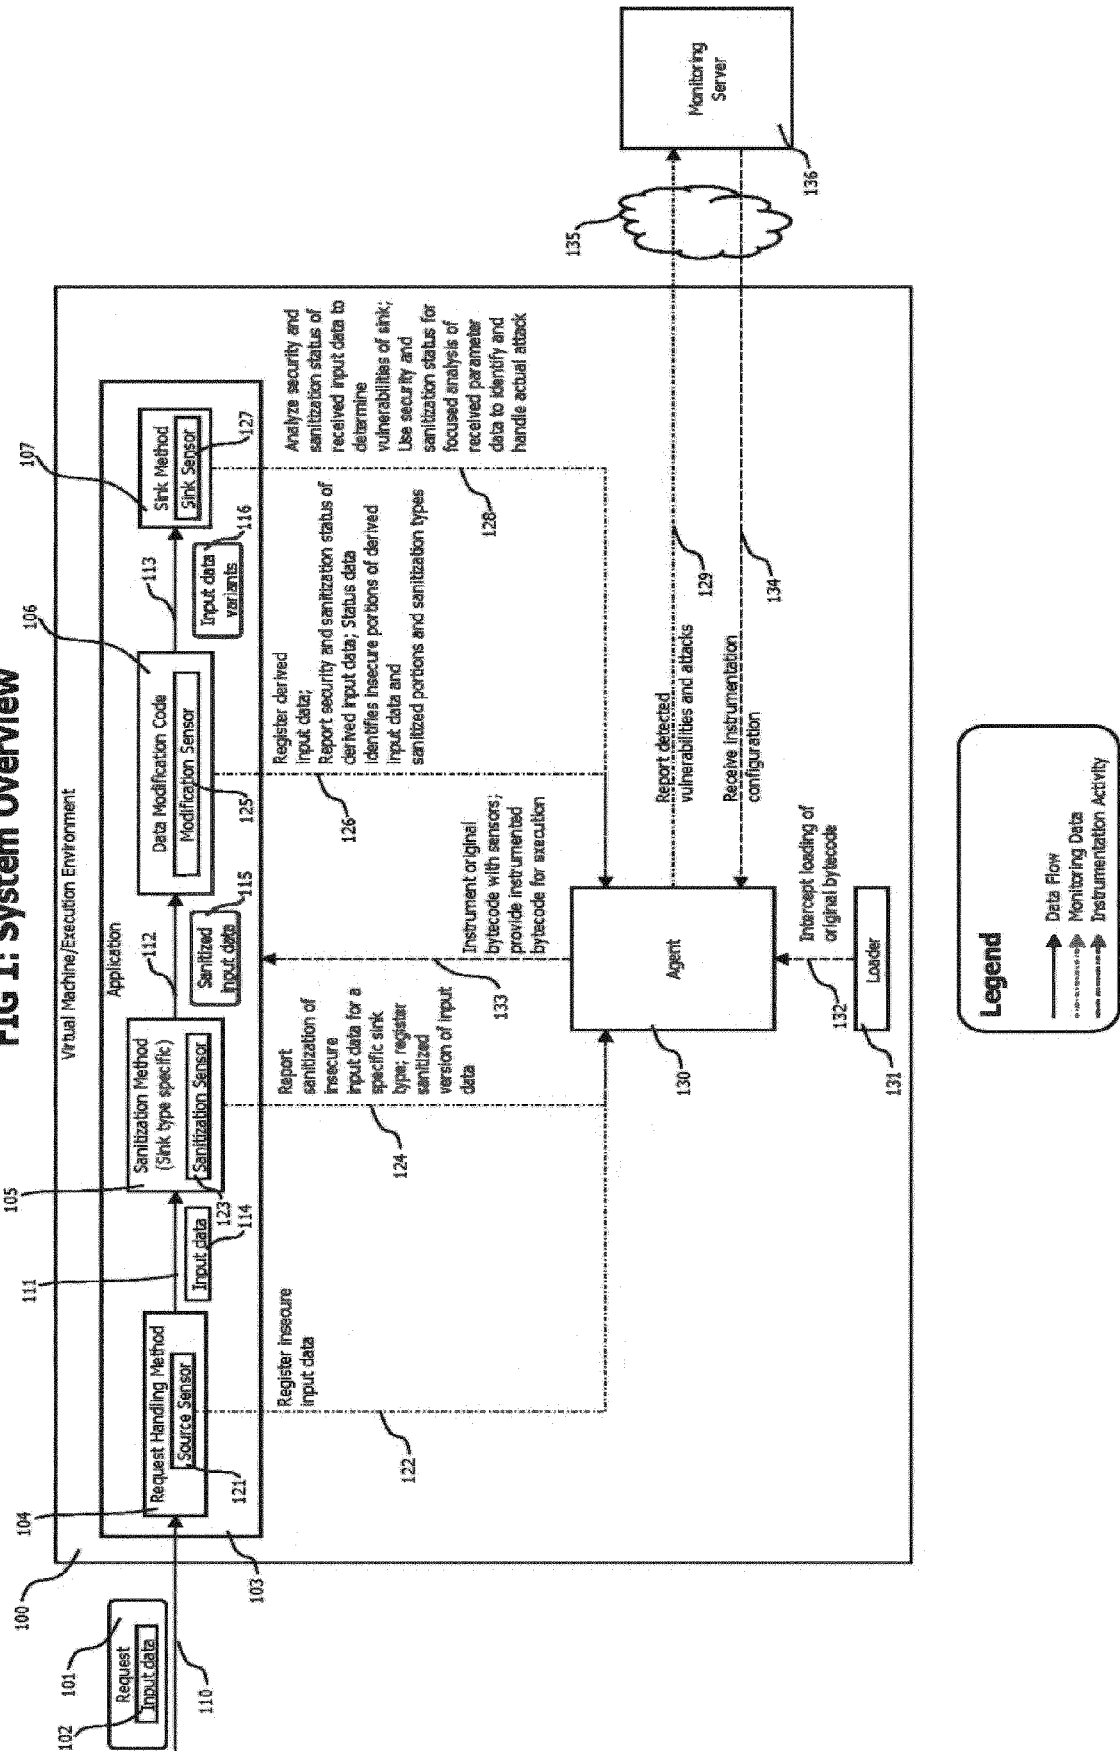 FIG 1: System Overview
Virtual Machine/Execution Environment
Application
100
101
Request
Input data
102
110
103
104
Request Handling Method
Source Sensor
121
111
Input data
114
105
Sanitization Method
(Sink type specific)
Sanitization Sensor
123
112
Sanitized
input data
115
106
Data Modification Code
Modification Sensor
125
113
Input data
variants
116
107
Sink Method
Sink Sensor
127
Register insecure
input data
122
Report
sanitization of
insecure
input data for a
specific sink
type; register
sanitized
version of input
data
124
Instrument original
bytecode with sensors;
provide instrumented
bytecode for execution
133
Register derived
input data;
Report security and sanitization status of
derived input data; Status data
identifies insecure portions of derived
input data and
sanitized portions and sanitization types
126
Analyze security and
sanitization status of
received input data to
determine
vulnerabilities of sink;
Use security and
sanitization status for
focused analysis of
received parameter
data to identify and
handle actual attack
128
Agent
130
Report detected
vulnerabilities and attacks
129
Receive instrumentation
configuration
134
135
Monitoring
Server
136
Intercept loading of
original bytecode
132
Loader
131
Legend
Data Flow
Monitoring Data
Instrumentation Activity